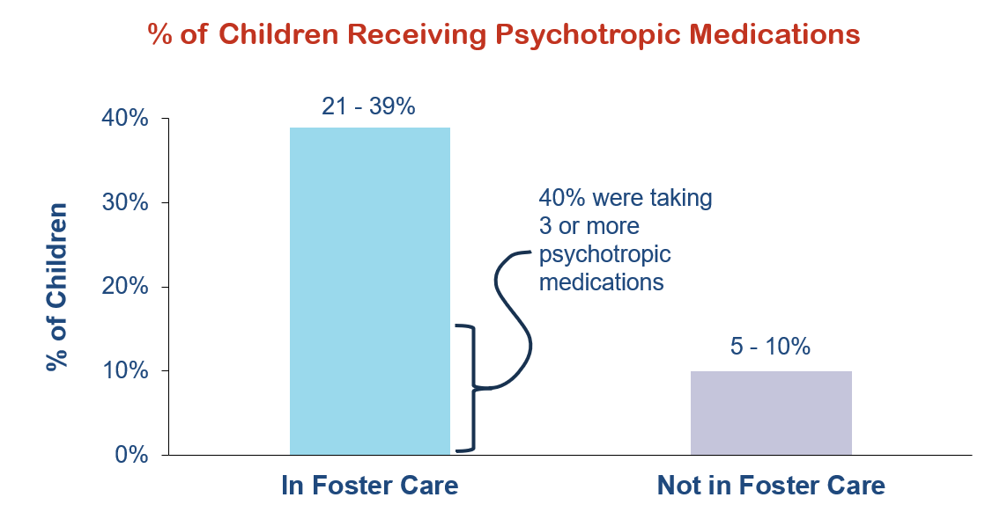 % of Children Receiving Psychotropic Medications
21 - 39%
40%
30%
20%
10%
0%
% of Children
40% were taking
3 or more
psychotropic
medications
5 - 10%
In Foster Care
Not in Foster Care